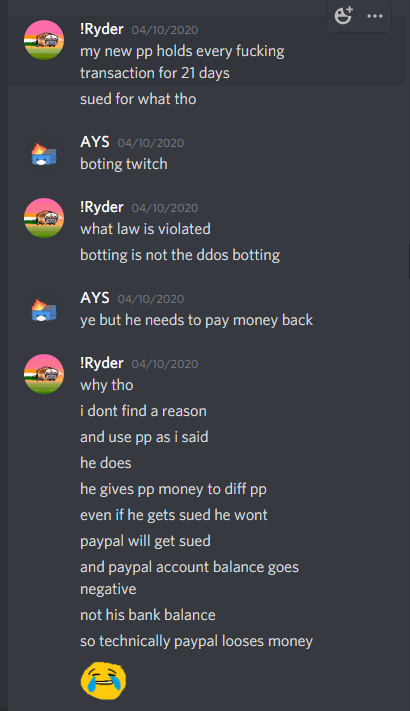 !Ryder 04/10/2020
my new pp holds every fucking
transaction for 21 days
sued for what tho
AYS 04/10/2020
boting twitch
!Ryder 04/10/2020
what law is violated
botting is not the ddos botting
AYS 04/10/2020
ye but he needs to pay money back
!Ryder 04/10/2020
why tho
i dont find a reason
and use pp as i said
he does
he gives pp money to diff pp
even if he gets sued he wont
paypal will get sued
and paypal account balance goes
negative
not his bank balance
so technically paypal looses money